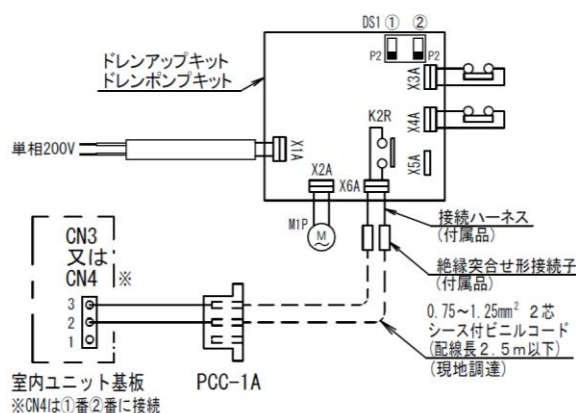 DS1 ① ②
P2 P2
ドレンアップキット
ドレンポンプキット
X3A
K2R
X4A
単相200V
X1A
X2A
X5A
X6A
M1P
M
接続ハーネス
(付属品)
絶縁突合せ形接続子
(付属品)
CN3
又は
CN4 ※
3
2
1
0.75～1.25mm² 2芯
シース付ビニルコード
(配線長2.5m以下)
(現地調達)
室内ユニット基板
PCC-1A
※CN4は①番②番に接続